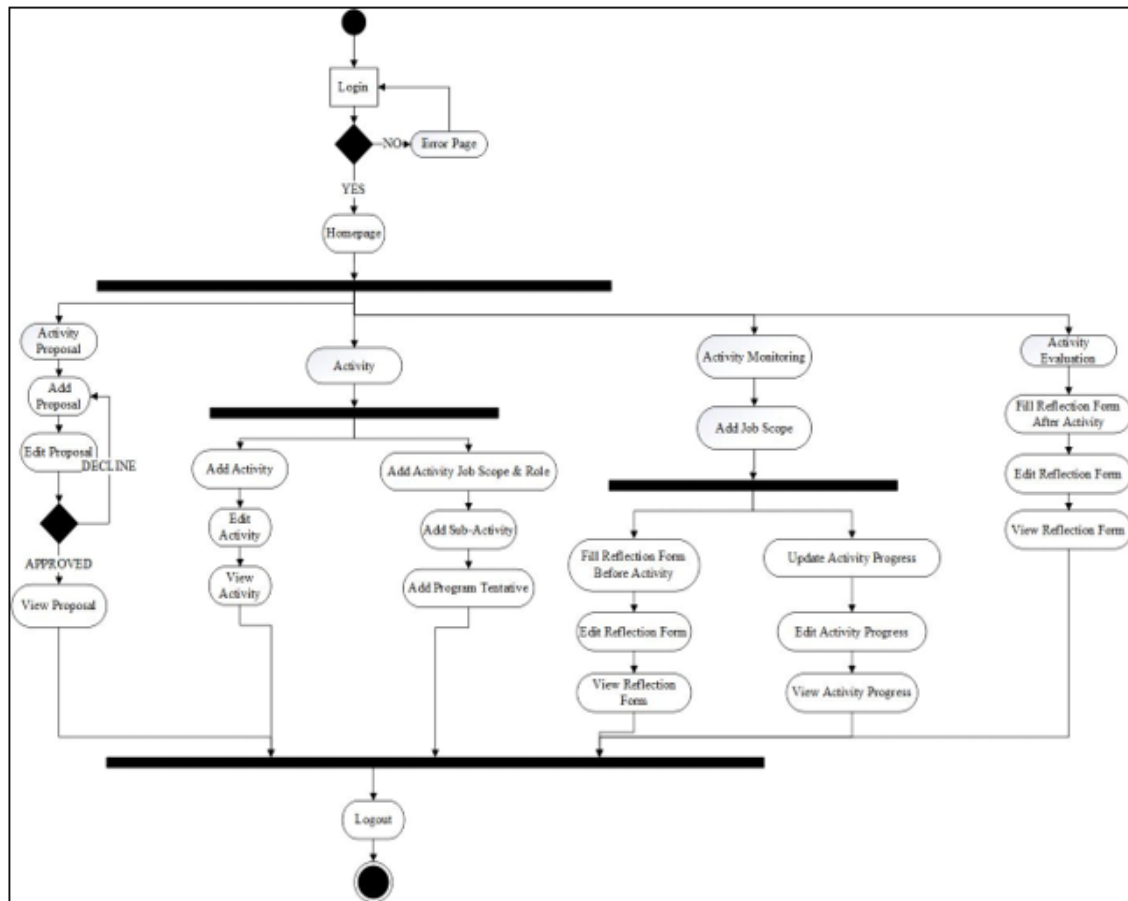 Login
NO
Error Page
YES
Homepage
Activity
Proposal
Add
Proposal
Edit Proposal
DECLINE
APPROVED
View Proposal
Activity
Add Activity
Edit
Activity
View
Activity
Add Activity Job Scope & Role
Add Sub-Activity
Add Program Tentative
Activity Monitoring
Add Job Scope
Fill Reflection Form
Before Activity
Edit Reflection Form
View Reflection
Form
Update Activity Progress
Edit Activity Progress
View Activity Progress
Activity
Evaluation
Fill Reflection Form
After Activity
Edit Reflection Form
View Reflection Form
Logout